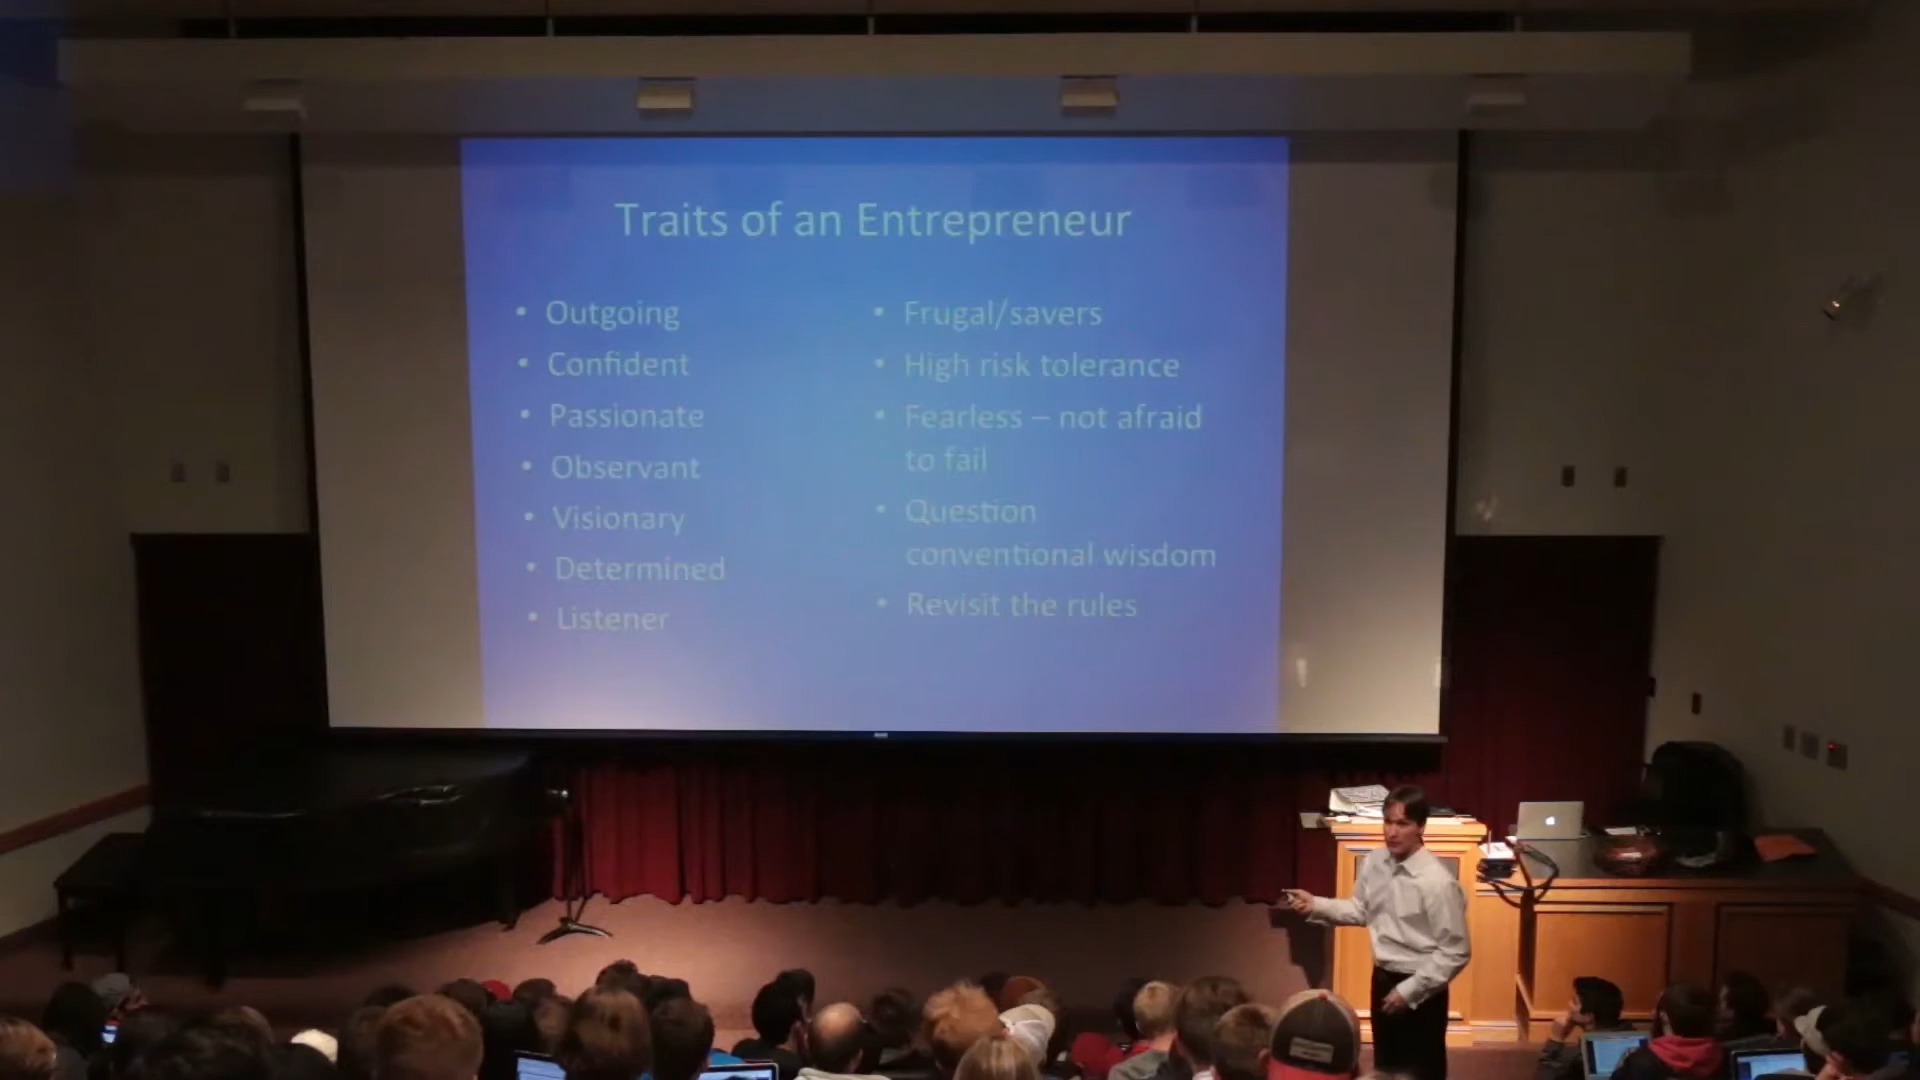 Traits of an Entrepreneur
• Outgoing
• Confident
• Passionate
• Observant
• Visionary
• Determined
• Listener
• Frugal/savers
• High risk tolerance
• Fearless – not afraid
to fail
• Question
conventional wisdom
• Revisit the rules